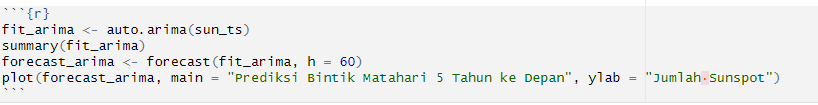 ```{r}
fit_arima <- auto.arima(sun_ts)
summary(fit_arima)
forecast_arima <- forecast(fit_arima, h = 60)
plot(forecast_arima, main = "Prediksi Bintik Matahari 5 Tahun ke Depan", ylab = "Jumlah·Sunspot")
```